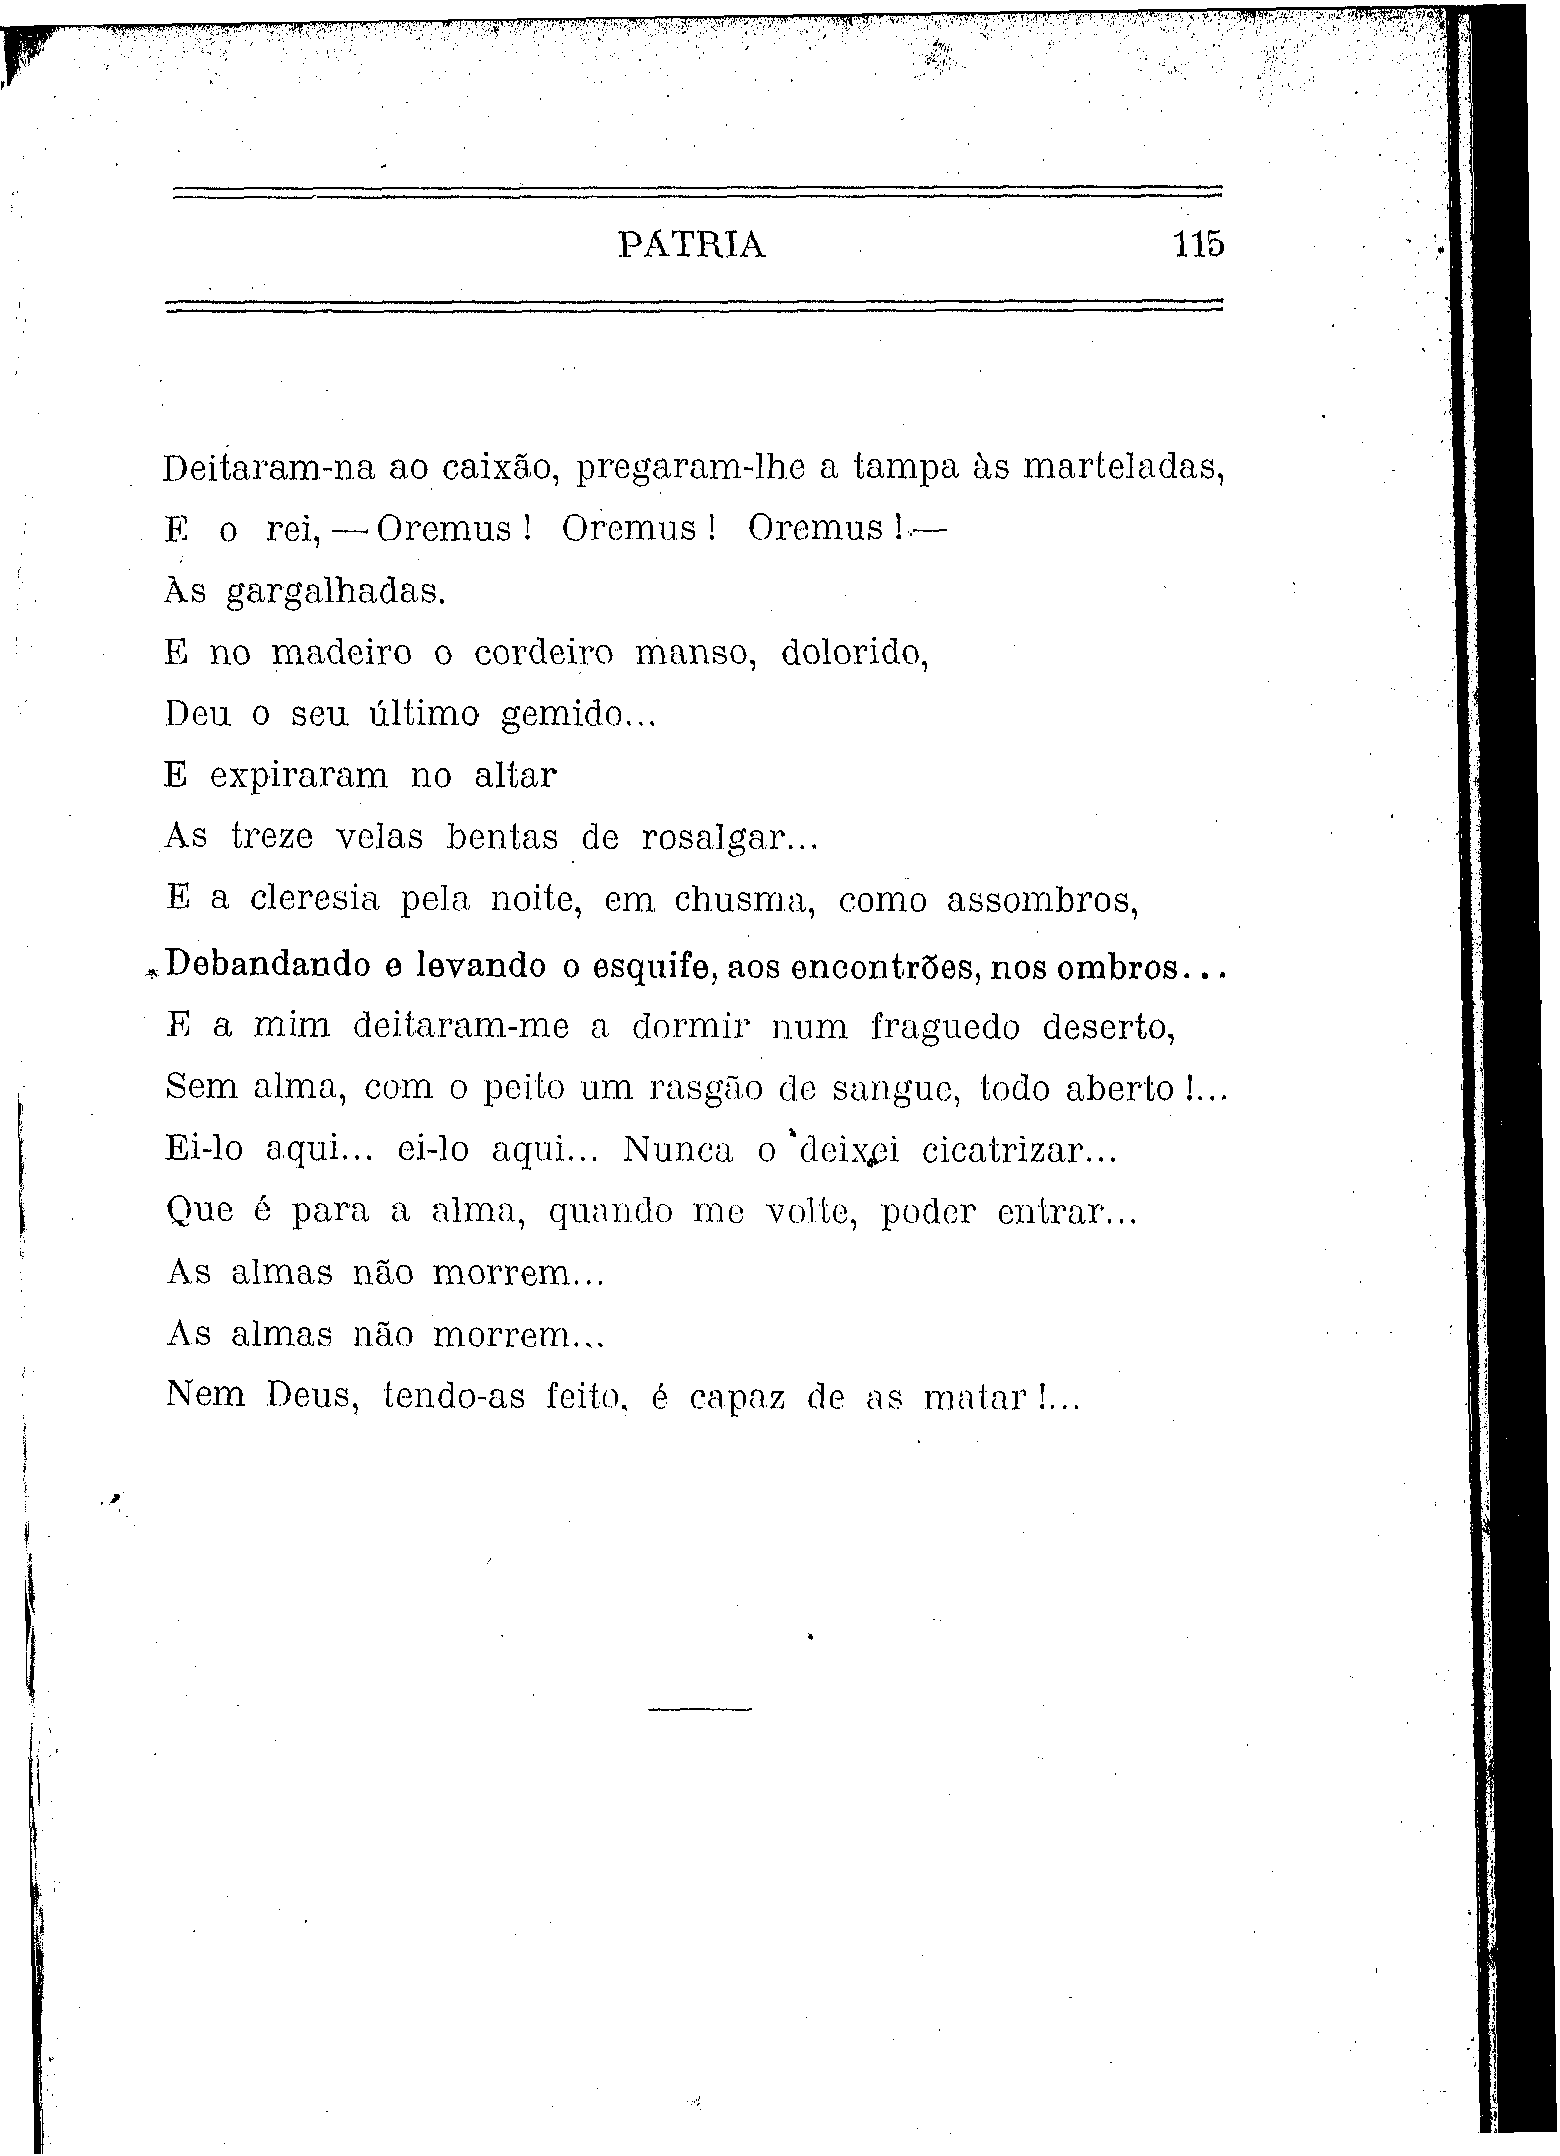 PÁTRIA 115
Deitaram-na ao caixão, pregaram-lhe a tampa às marteladas,
E o rei, — Oremus ! Oremus ! Oremus ! —
Às gargalhadas.
E no madeiro o cordeiro manso, dolorido,
Deu o seu último gemido...
E expiraram no altar
As treze velas bentas de rosalgar...
E a cleresia pela noite, em chusma, como assombros,
Debandando e levando o esquife, aos encontrões, nos ombros...
E a mim deitaram-me a dormir num fraguedo deserto,
Sem alma, com o peito um rasgão de sangue, todo aberto !...
Ei-lo aqui... ei-lo aqui... Nunca o deixei cicatrizar...
Que é para a alma, quando me volte, poder entrar...
As almas não morrem...
As almas não morrem...
Nem Deus, tendo-as feito, é capaz de as matar !...